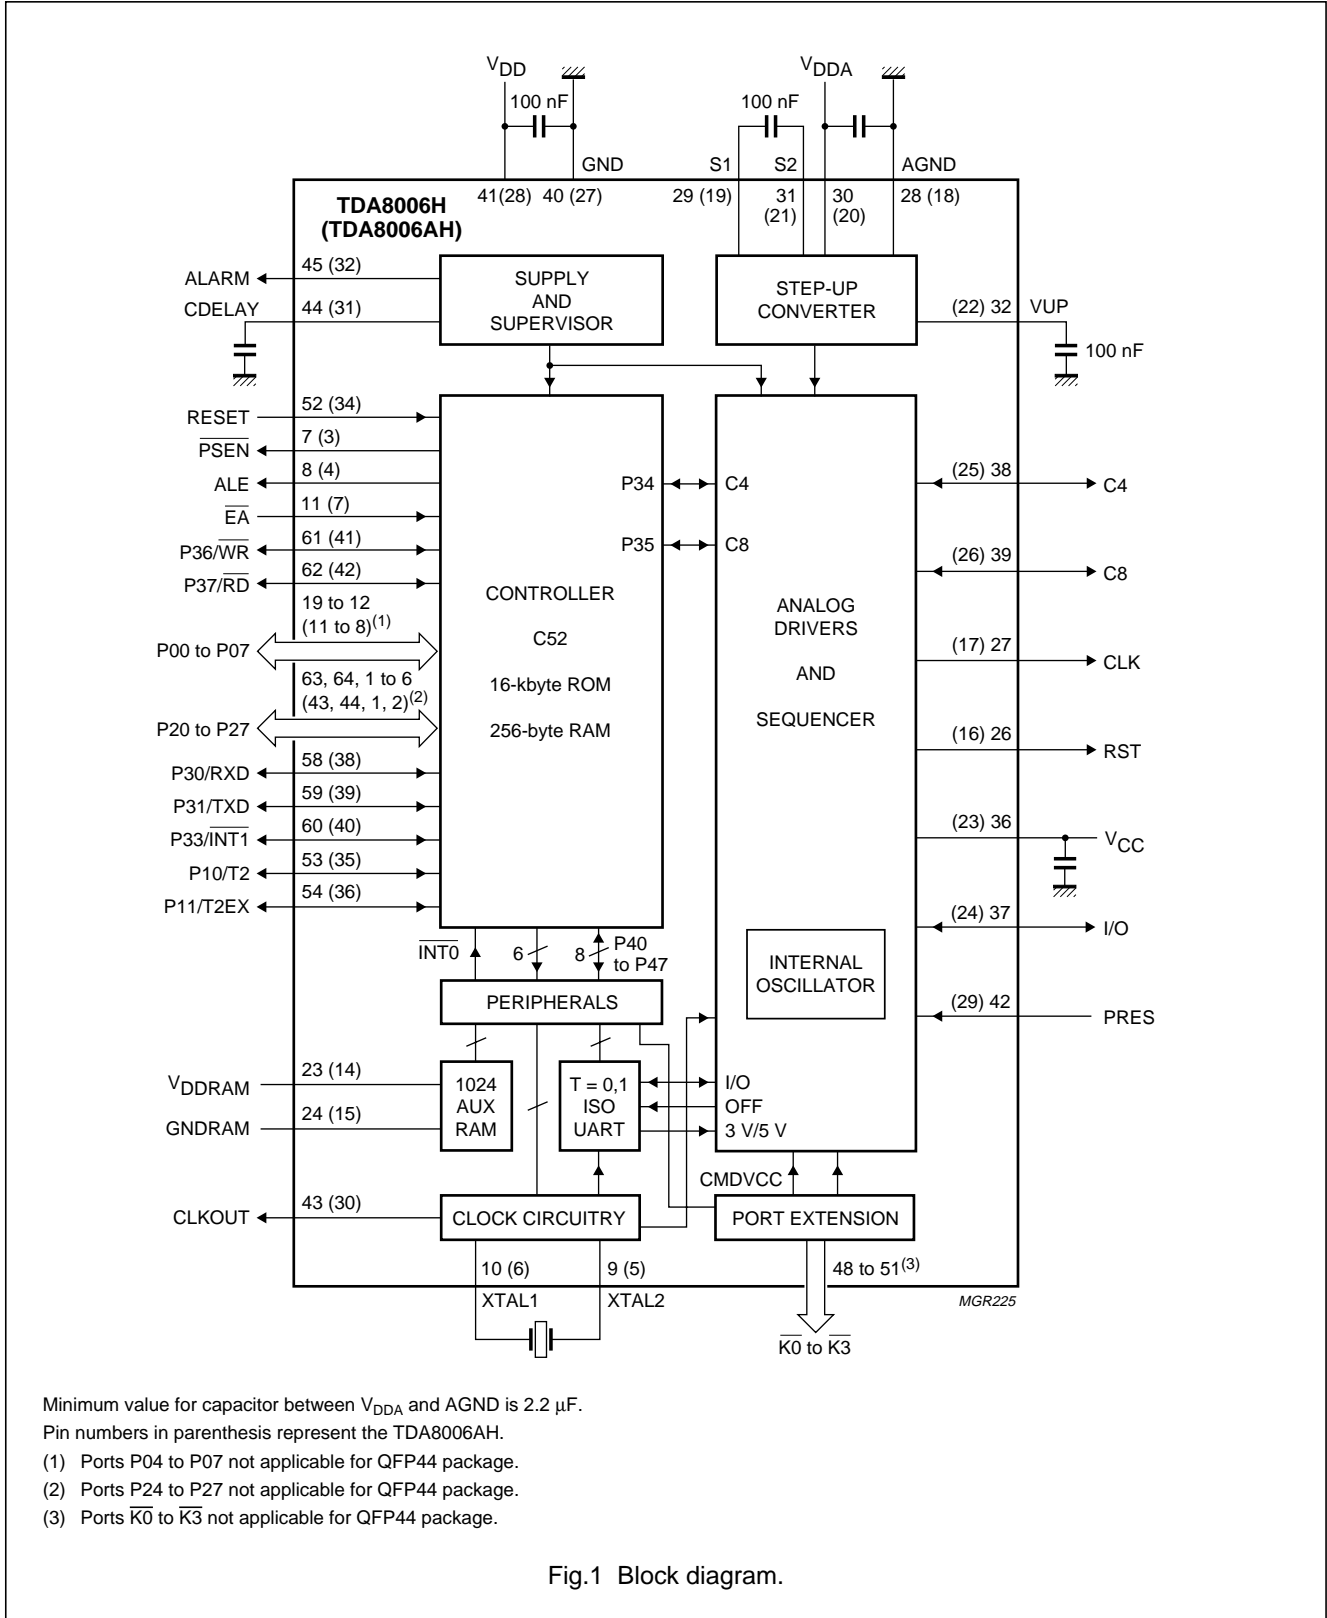 VDD
VDDA
100 nF
100 nF
GND
S1
S2
AGND
41(28)
40 (27)
29 (19)
31
(21)
30
(20)
28 (18)
TDA8006H
(TDA8006AH)
ALARM
45 (32)
CDELAY
44 (31)
SUPPLY
AND
SUPERVISOR
STEP-UP
CONVERTER
(22) 32
VUP
100 nF
RESET
52 (34)
PSEN
7 (3)
ALE
8 (4)
EA
11 (7)
P36/WR
61 (41)
P37/RD
62 (42)
19 to 12
(11 to 8)(1)
P00 to P07
63, 64, 1 to 6
(43, 44, 1, 2)(2)
P20 to P27
P30/RXD
58 (38)
P31/TXD
59 (39)
P33/INT1
60 (40)
P10/T2
53 (35)
P11/T2EX
54 (36)
P34
P35
CONTROLLER
C52
16-kbyte ROM
256-byte RAM
C4
C8
ANALOG
DRIVERS
AND
SEQUENCER
INTERNAL
OSCILLATOR
(25) 38
C4
(26) 39
C8
(17) 27
CLK
(16) 26
RST
(23) 36
VCC
(24) 37
I/O
(29) 42
PRES
INT0
6
8
P40
to P47
PERIPHERALS
VDDRAM
23 (14)
GNDRAM
24 (15)
1024
AUX
RAM
T = 0,1
ISO
UART
I/O
OFF
3 V/5 V
CMDVCC
CLKOUT
43 (30)
CLOCK CIRCUITRY
PORT EXTENSION
10 (6)
9 (5)
48 to 51(3)
XTAL1
XTAL2
MGR225
K0 to K3
Minimum value for capacitor between VDDA and AGND is 2.2 μF.
Pin numbers in parenthesis represent the TDA8006AH.
(1) Ports P04 to P07 not applicable for QFP44 package.
(2) Ports P24 to P27 not applicable for QFP44 package.
(3) Ports K0 to K3 not applicable for QFP44 package.
Fig.1 Block diagram.